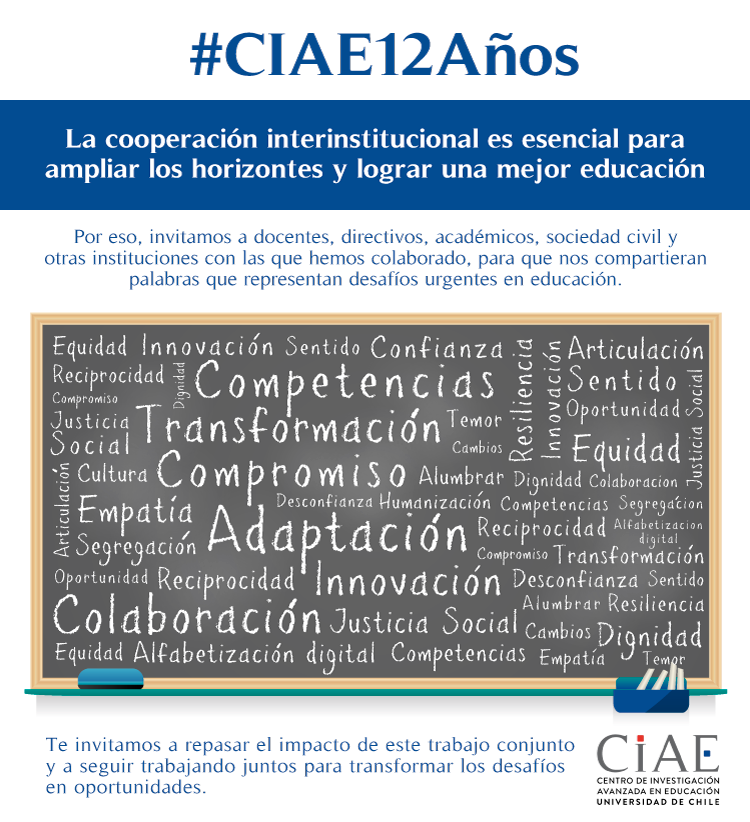 #CIAE12Años
La cooperación interinstitucional es esencial para
ampliar los horizontes y lograr una mejor educación
Por eso, invitamos a docentes, directivos, académicos, sociedad civil y
otras instituciones con las que hemos colaborado, para que nos compartieran
palabras que representan desafíos urgentes en educación.
Equidad Innovación Sentido Confianza Resiliencia Innovación Articulación
Reciprocidad Dignidad Competencias Sentido Justicia Social
Compromiso
Oportunidad
Justicia Social Transformación Temor
Cambios Equidad
Articulación Cultura Compromiso Alumbrar Dignidad Colaboracion
Empatía Desconfianza Humanización Competencias Segregacion
Adaptación Reciprocidad Alfabetizacion digital
Segregación Compromiso Transformación
Oportunidad Reciprocidad Innovación Desconfianza Sentido
Colaboración Justicia Social Alumbrar Resiliencia
Cambios Dignidad
Equidad Alfabetización digital Competencias Empatía Temor
Te invitamos a repasar el impacto de este trabajo conjunto
y a seguir trabajando juntos para transformar los desafíos
en oportunidades.
CiAE
CENTRO DE INVESTIGACIÓN
AVANZADA EN EDUCACIÓN
UNIVERSIDAD DE CHILE